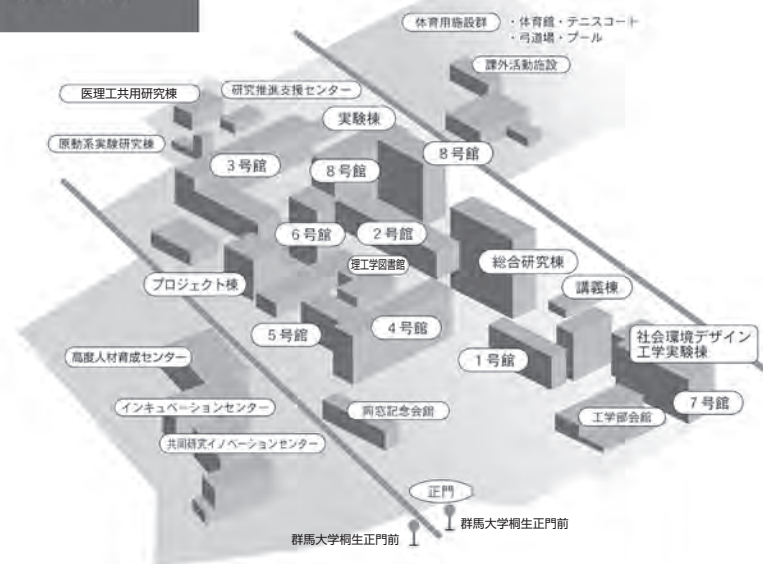 体育用施設群
・体育館・テニスコート
・弓道場・プール
課外活動施設
医理工共用研究棟
研究推進支援センター
実験棟
原動系実験研究棟
3号館
8号館
8号館
6号館
2号館
理工学図書館
総合研究棟
プロジェクト棟
講義棟
5号館
4号館
社会環境デザイン
工学実験棟
1号館
高度人材育成センター
7号館
インキュベーションセンター
同窓記念会館
工学部会館
共同研究イノベーションセンター
正門
群馬大学桐生正門前
群馬大学桐生正門前